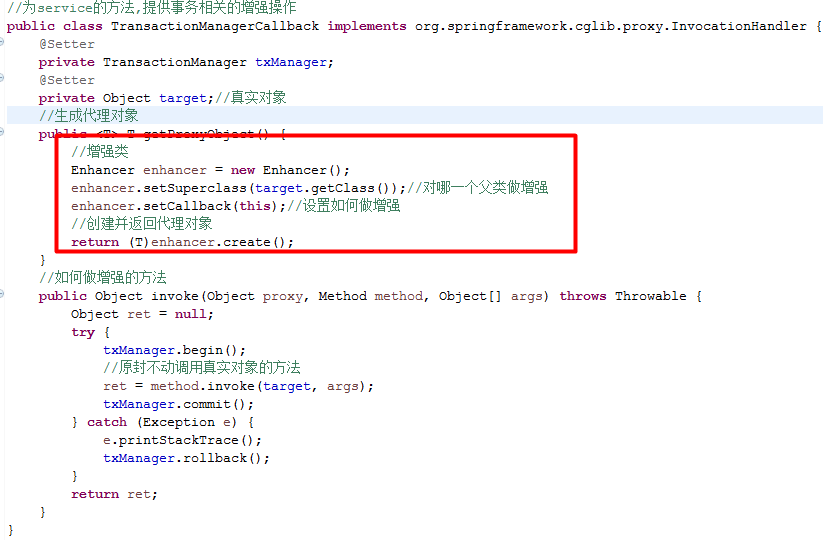 //为service的方法,提供事务相关的增强操作
public class TransactionManagerCallback implements org.springframework.cglib.proxy.InvocationHandler {
@Setter
private TransactionManager txManager;
@Setter
private Object target;//真实对象
//生成代理对象
public <T> T getProxyObject() {
//增强类
Enhancer enhancer = new Enhancer();
enhancer.setSuperclass(target.getClass());//对哪一个父类做增强
enhancer.setCallback(this);//设置如何做增强
//创建并返回代理对象
return (T)enhancer.create();
}
//如何做增强的方法
public Object invoke(Object proxy, Method method, Object[] args) throws Throwable {
Object ret = null;
try {
txManager.begin();
//原封不动调用真实对象的方法
ret = method.invoke(target, args);
txManager.commit();
} catch (Exception e) {
e.printStackTrace();
txManager.rollback();
}
return ret;
}
}